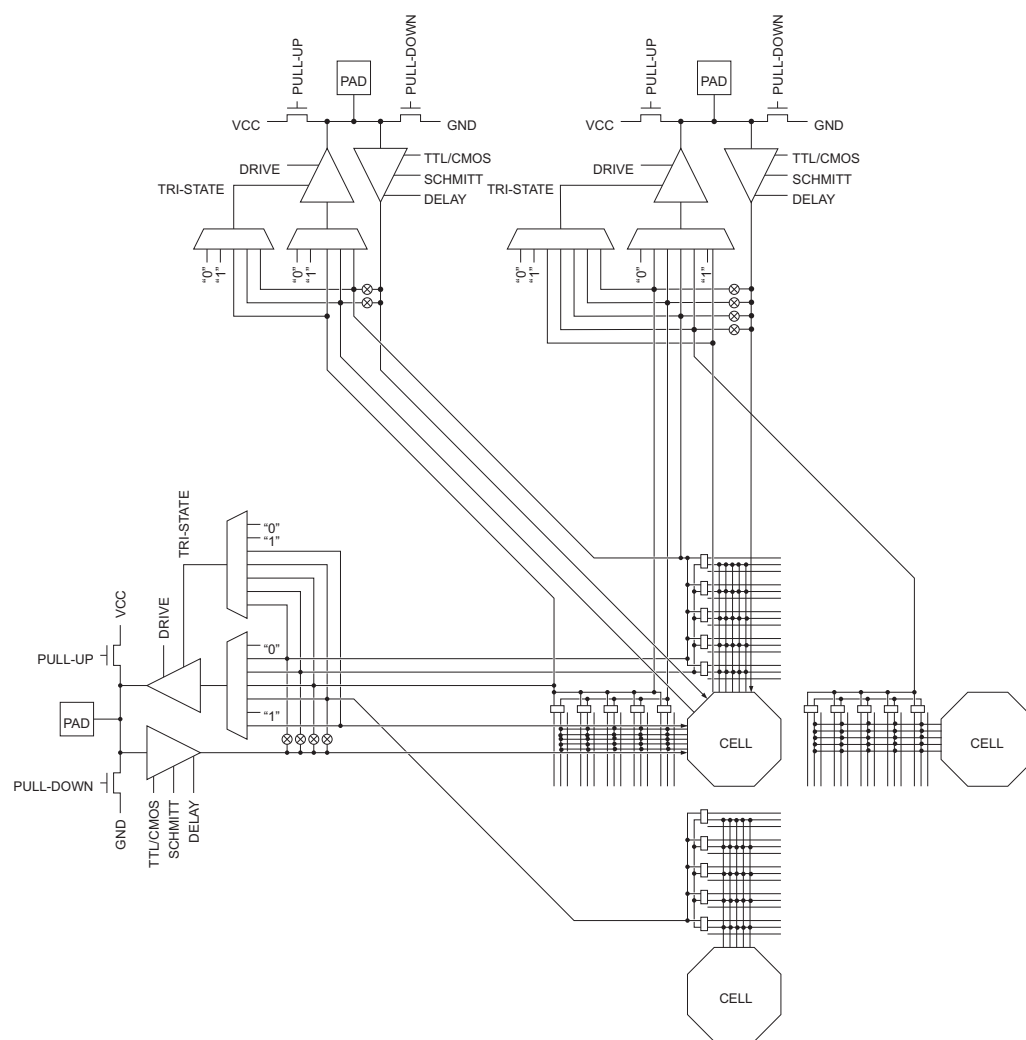 PULL-UP
PAD
PULL-DOWN
VCC
GND
DRIVE
TRI-STATE
TTL/CMOS
SCHMITT
DELAY
“0”
“1”
“0”
“1”
PULL-UP
PAD
PULL-DOWN
VCC
GND
DRIVE
TRI-STATE
TTL/CMOS
SCHMITT
DELAY
“0”
“1”
“0”
“1”
TRI-STATE
“0”
“1”
VCC
DRIVE
PULL-UP
“0”
PAD
“1”
PULL-DOWN
GND
TTL/CMOS
SCHMITT
DELAY
CELL
CELL
CELL